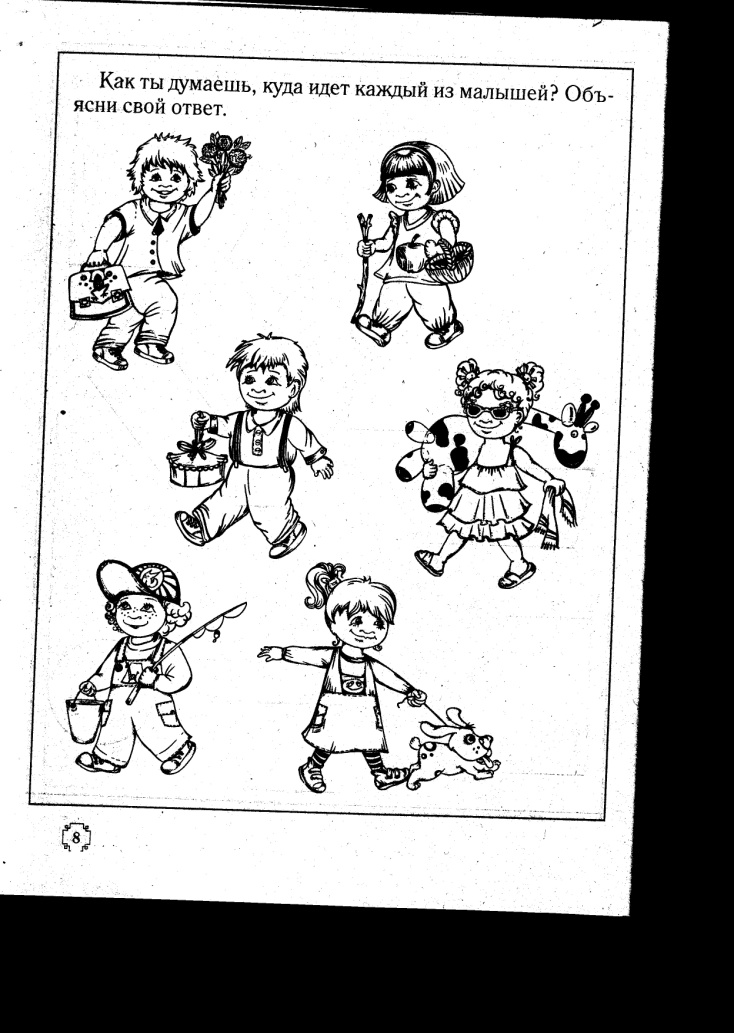 Как ты думаешь, куда идет каждый из малышей? Объ-
ясни свой ответ.
8